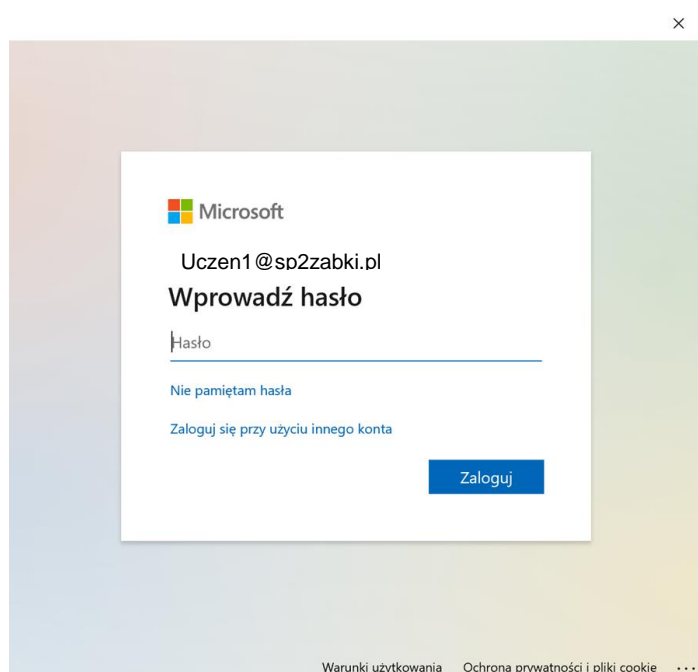 Microsoft
Uczen1@sp2zabki.pl
Wprowadź hasło
Hasło
Nie pamiętam hasła
Zaloguj się przy użyciu innego konta
Zaloguj
Warunki użytkowania Ochrona prywatności i pliki cookie ...